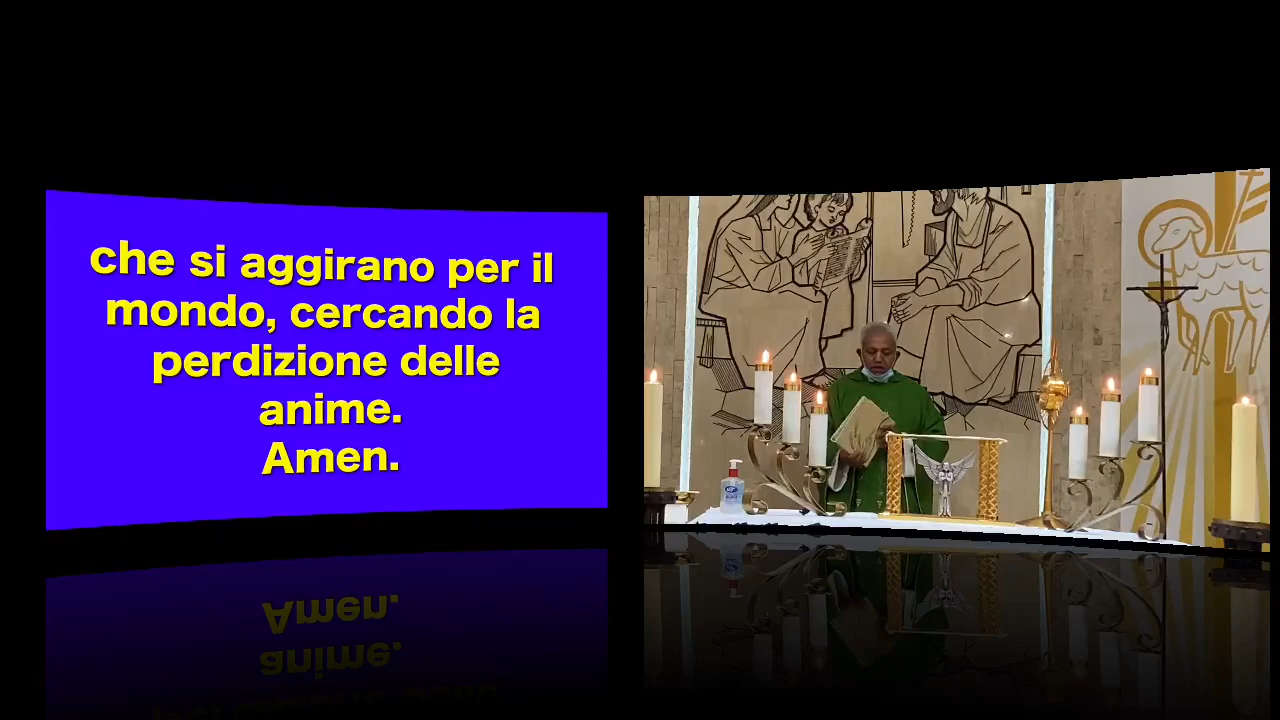 che si aggirano per il
mondo, cercando la
perdizione delle
anime.
Amen.